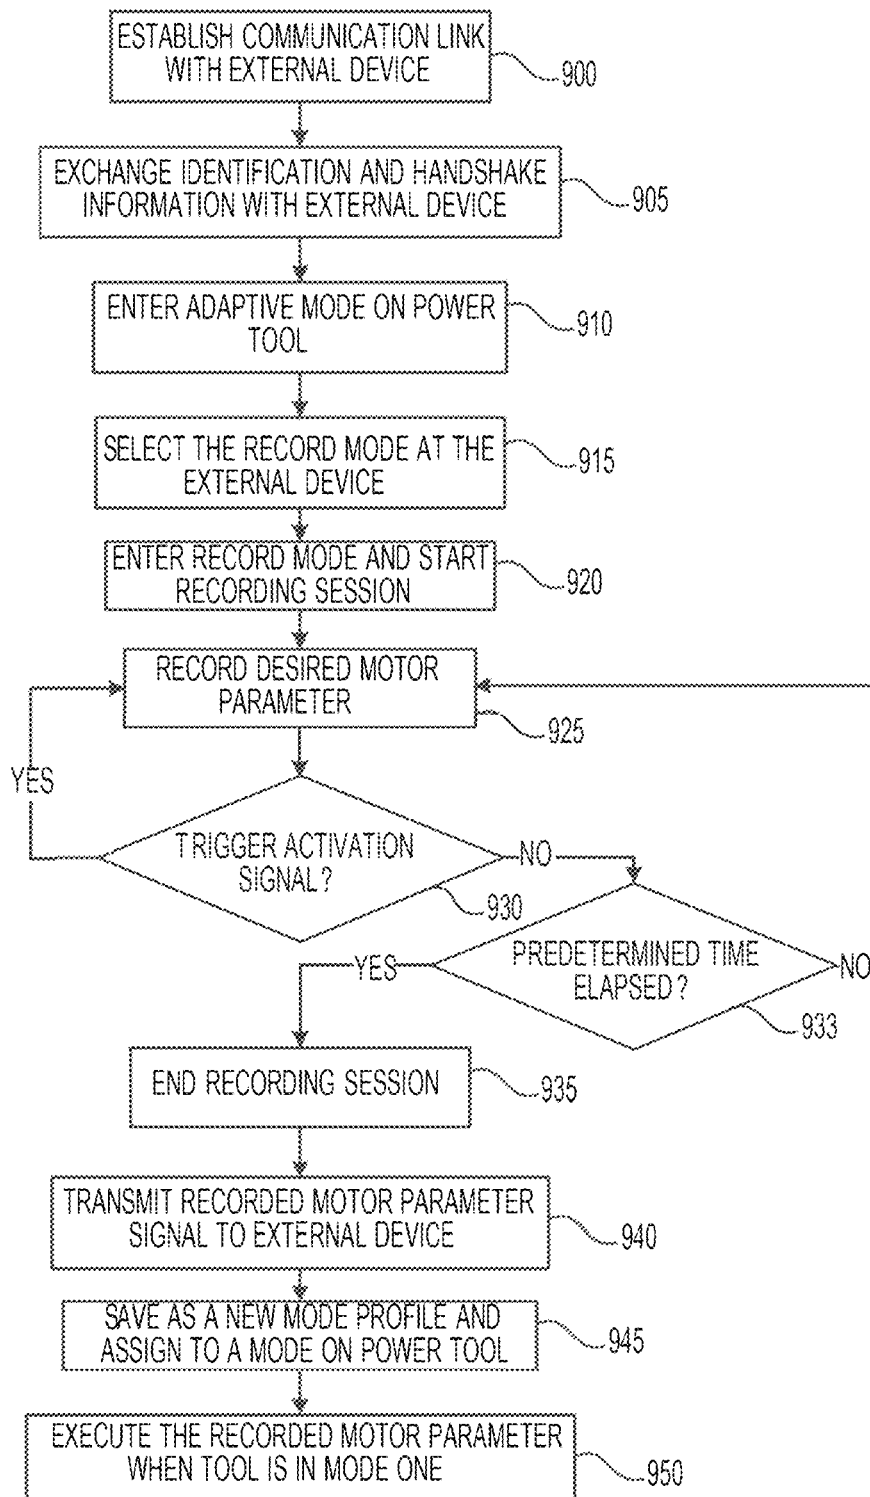 ESTABLISH COMMUNICATION LINK
WITH EXTERNAL DEVICE
900
EXCHANGE IDENTIFICATION AND HANDSHAKE
INFORMATION WITH EXTERNAL DEVICE
905
ENTER ADAPTIVE MODE ON POWER
TOOL
910
SELECT THE RECORD MODE AT THE
EXTERNAL DEVICE
915
ENTER RECORD MODE AND START
RECORDING SESSION
920
RECORD DESIRED MOTOR
PARAMETER
925
YES
TRIGGER ACTIVATION
SIGNAL?
NO
930
PREDETERMINED TIME
ELAPSED?
YES
NO
933
END RECORDING SESSION
935
TRANSMIT RECORDED MOTOR PARAMETER
SIGNAL TO EXTERNAL DEVICE
940
SAVE AS A NEW MODE PROFILE AND
ASSIGN TO A MODE ON POWER TOOL
945
EXECUTE THE RECORDED MOTOR PARAMETER
WHEN TOOL IS IN MODE ONE
950